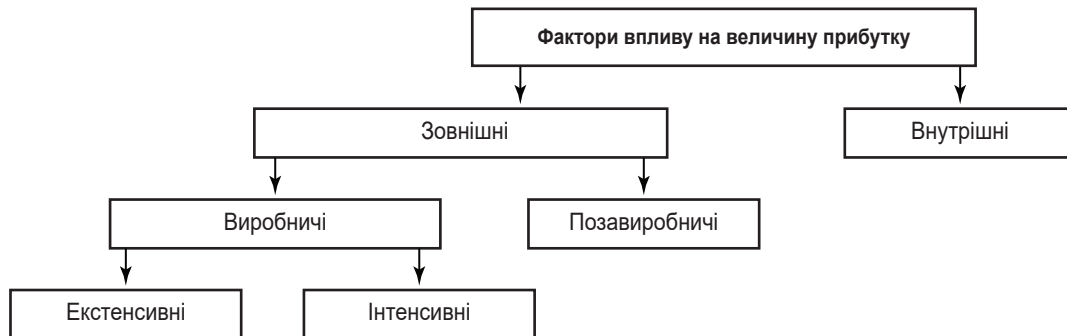 Фактори впливу на величину прибутку
Зовнішні
Внутрішні
Виробничі
Позавиробничі
Екстенсивні
Інтенсивні